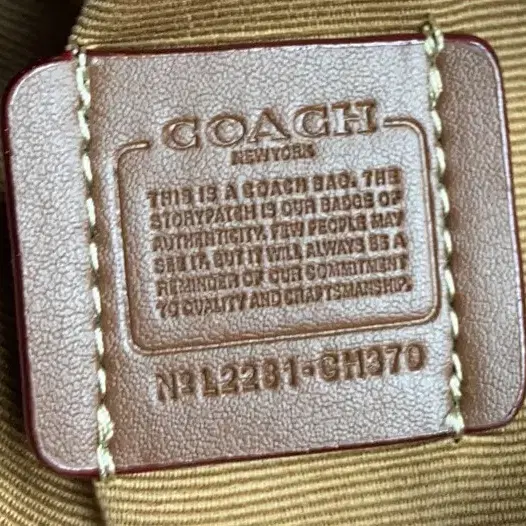 COACH
NEW YORK
THIS IS A COACH BAG. THE
STORYPATCH IS OUR BADGE OF
AUTHENTICITY. FEW PEOPLE MAY
SEE IT, BUT IT WILL ALWAYS BE A
REMINDER OF OUR COMMITMENT
TO QUALITY AND CRAFTSMANSHIP.
Nº L2281-CH370